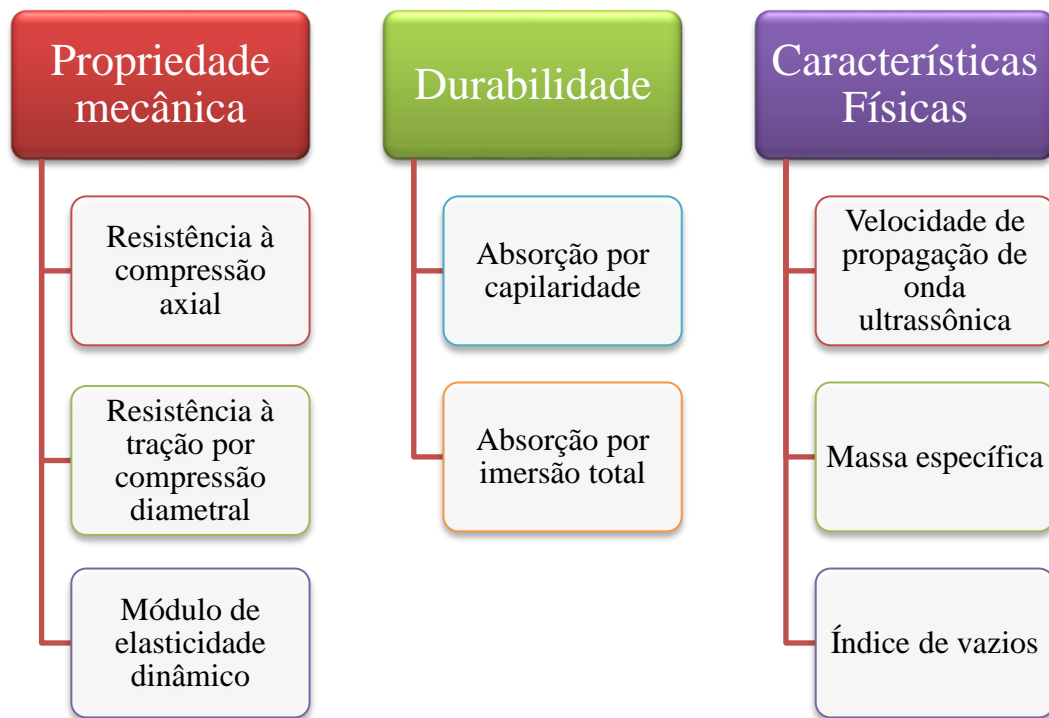 Propriedade
mecânica
Resistência à
compressão
axial
Resistência à
tração por
compressão
diametral
Módulo de
elasticidade
dinâmico
Durabilidade
Absorção por
capilaridade
Absorção por
imersão total
Características
Físicas
Velocidade de
propagação de
onda
ultrassônica
Massa específica
Índice de vazios